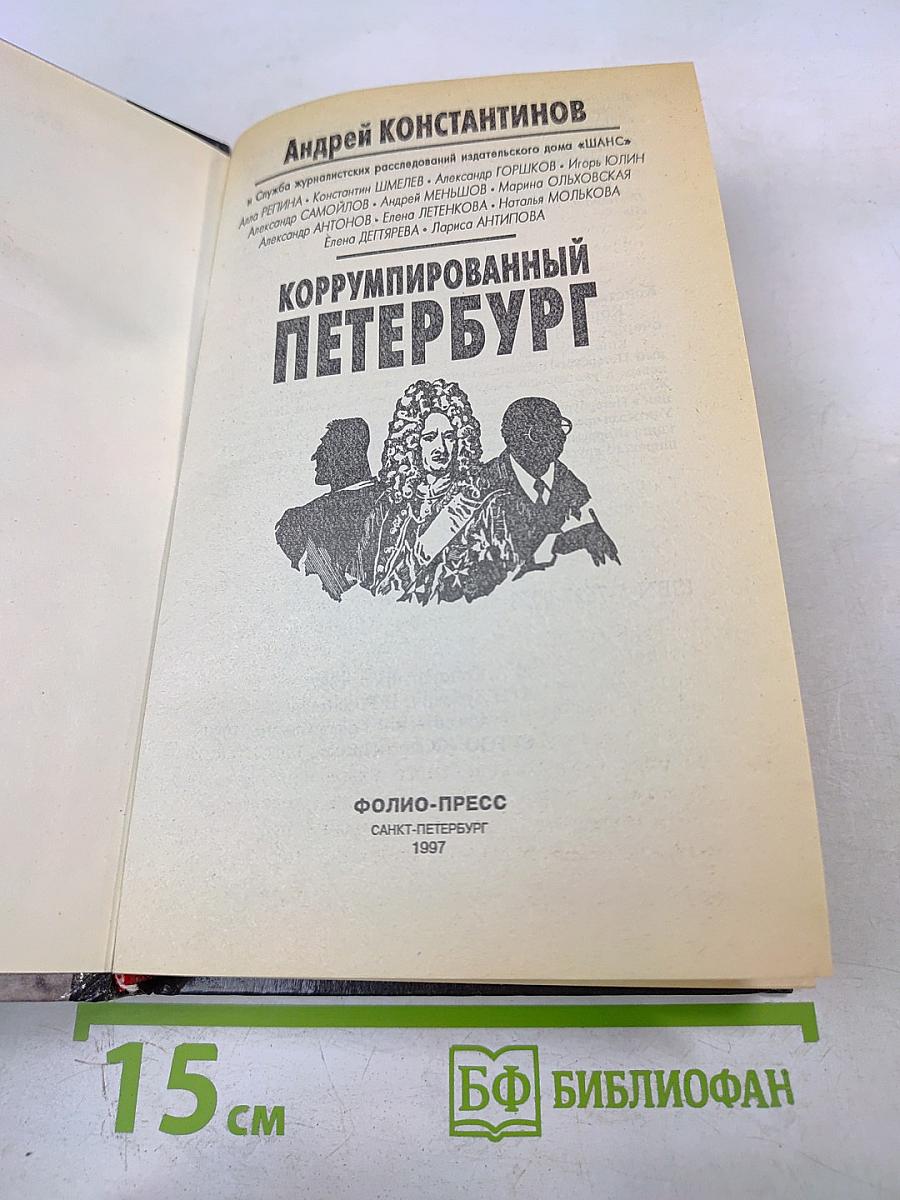 Андрей КОНСТАНТИНОВ
и Служба журналистских расследований издательского дома «ШАНС»
Алла РЕПИНА • Константин ШМЕЛЕВ • Александр ГОРШКОВ • Игорь ЮЛИН
Александр САМОЙЛОВ • Андрей МЕНЬШОВ • Марина ОЛЬХОВСКАЯ
Александр АНТОНОВ • Елена ЛЕТЕНКОВА • Наталья МОЛЬКОВА
Елена ДЕГТЯРЕВА • Лариса АНТИПОВА
КОРРУМПИРОВАННЫЙ
ПЕТЕРБУРГ
ФОЛИО-ПРЕСС
САНКТ-ПЕТЕРБУРГ
1997
15 см
БФ БИБЛИОФАН